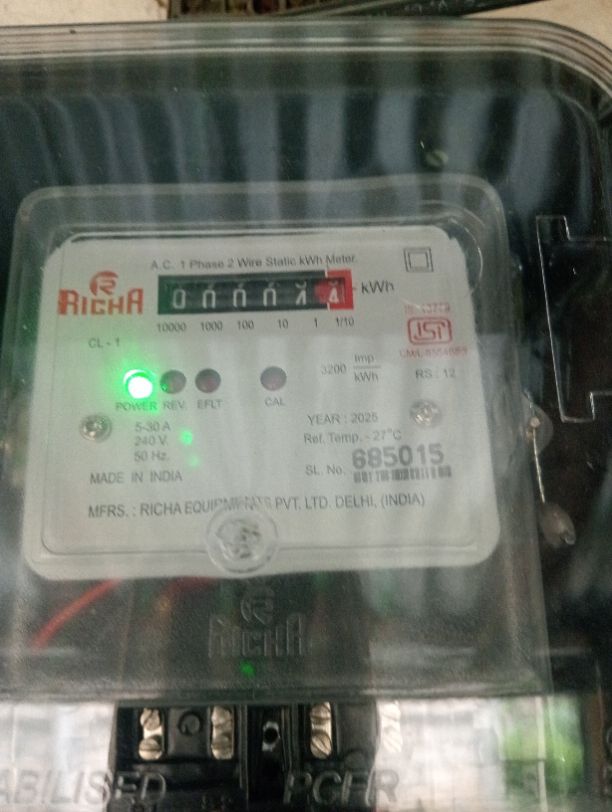 A.C. 1 Phase 2 Wire Static kWh Meter.
RICHA
kWh
10000 1000 100 10 1 1/10
CL - 1
ISI
3200 Imp/kWh
RS : 12
POWER REV. EFLT CAL
5-30 A
240 V.
50 Hz.
YEAR : 2025
Ref. Temp. - 27°C
SL. No. 685015
MADE IN INDIA
MFRS. : RICHA EQUIPMENTS PVT. LTD. DELHI, (INDIA)
RICHA